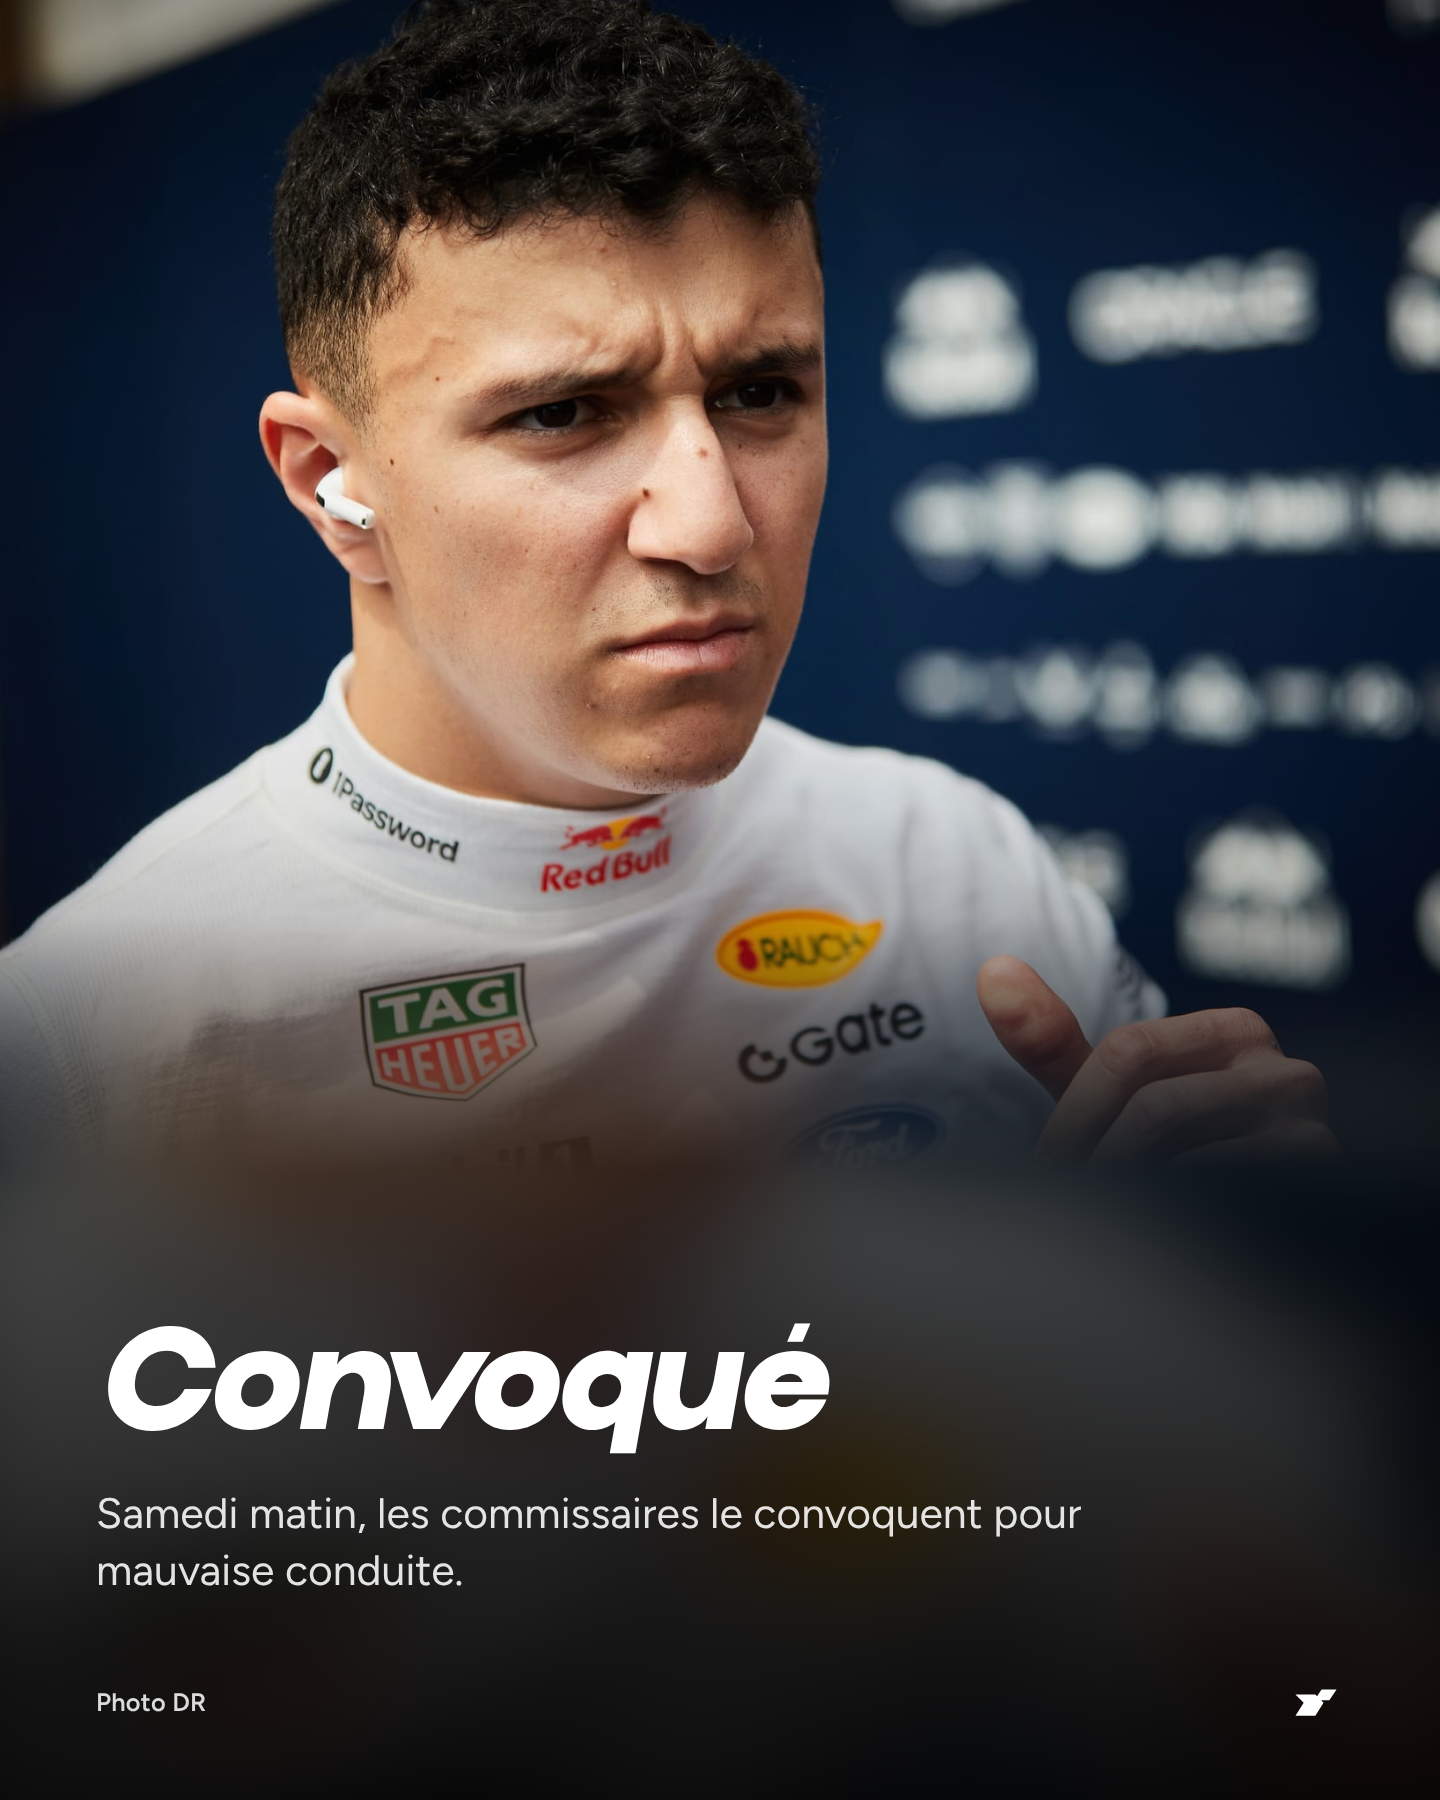 1Password
Red Bull
RAUCH
TAG
HEUER
Gate
Ford
Convoqué
Samedi matin, les commissaires le convoquent pour
mauvaise conduite.
Photo DR